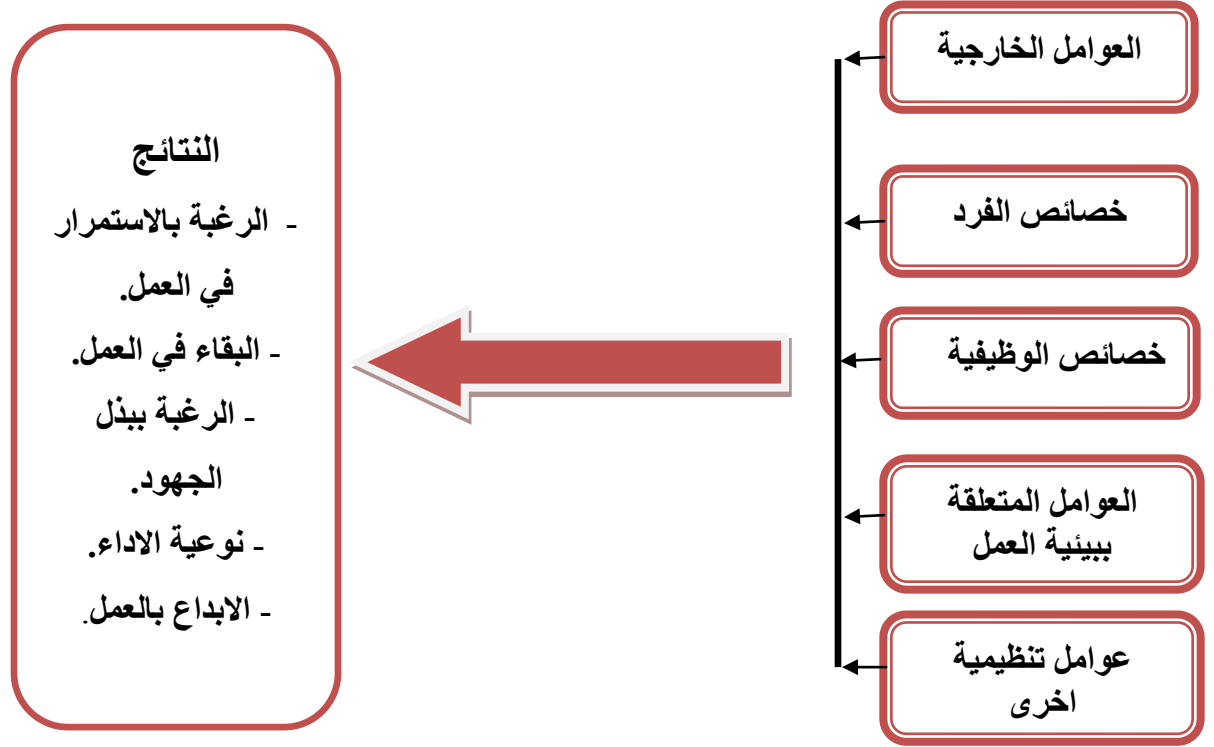 العوامل الخارجية
خصائص الفرد
خصائص الوظيفية
العوامل المتعلقة
ببيئية العمل
عوامل تنظيمية
اخرى
النتائج
- الرغبة بالاستمرار
في العمل.
- البقاء في العمل.
- الرغبة ببذل
الجهود.
- نوعية الاداء.
- الابداع بالعمل.